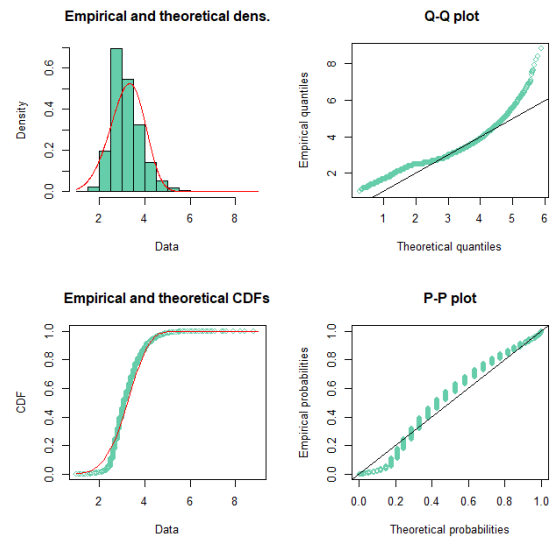 Empirical and theoretical dens.
Density
0.0 0.2 0.4 0.6
2 4 6 8
Data
Q-Q plot
Empirical quantiles
2 4 6 8
1 2 3 4 5 6
Theoretical quantiles
Empirical and theoretical CDFs
CDF
0.0 0.2 0.4 0.6 0.8 1.0
2 4 6 8
Data
P-P plot
Empirical probabilities
0.0 0.2 0.4 0.6 0.8 1.0
0.0 0.2 0.4 0.6 0.8 1.0
Theoretical probabilities